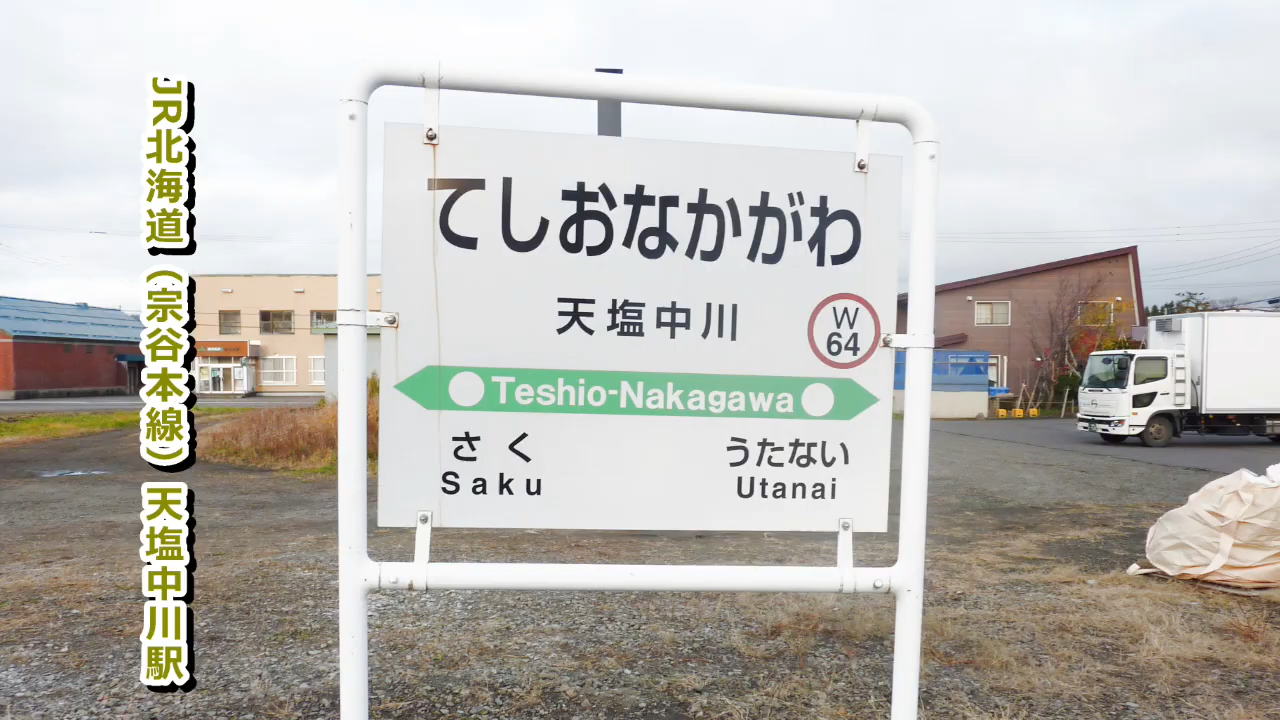 JR北海道（宗谷本線）天塩中川駅
てしおなかがわ
天塩中川
W
64
Teshio-Nakagawa
さく
Saku
うたない
Utanai